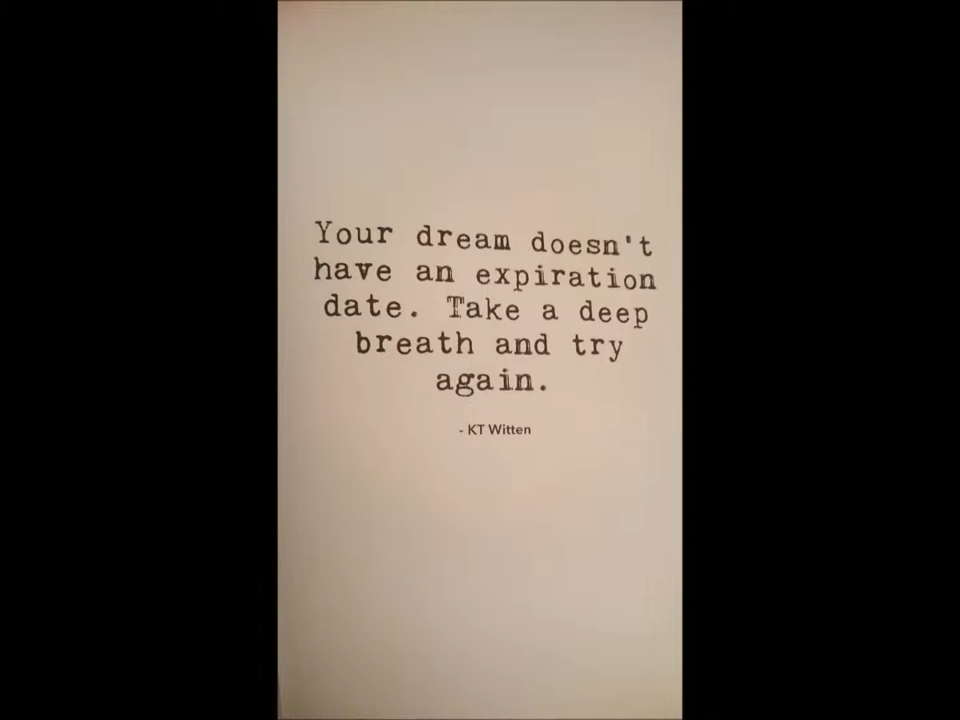 Your dream doesn't
have an expiration
date. Take a deep
breath and try
again.
- KT Witten